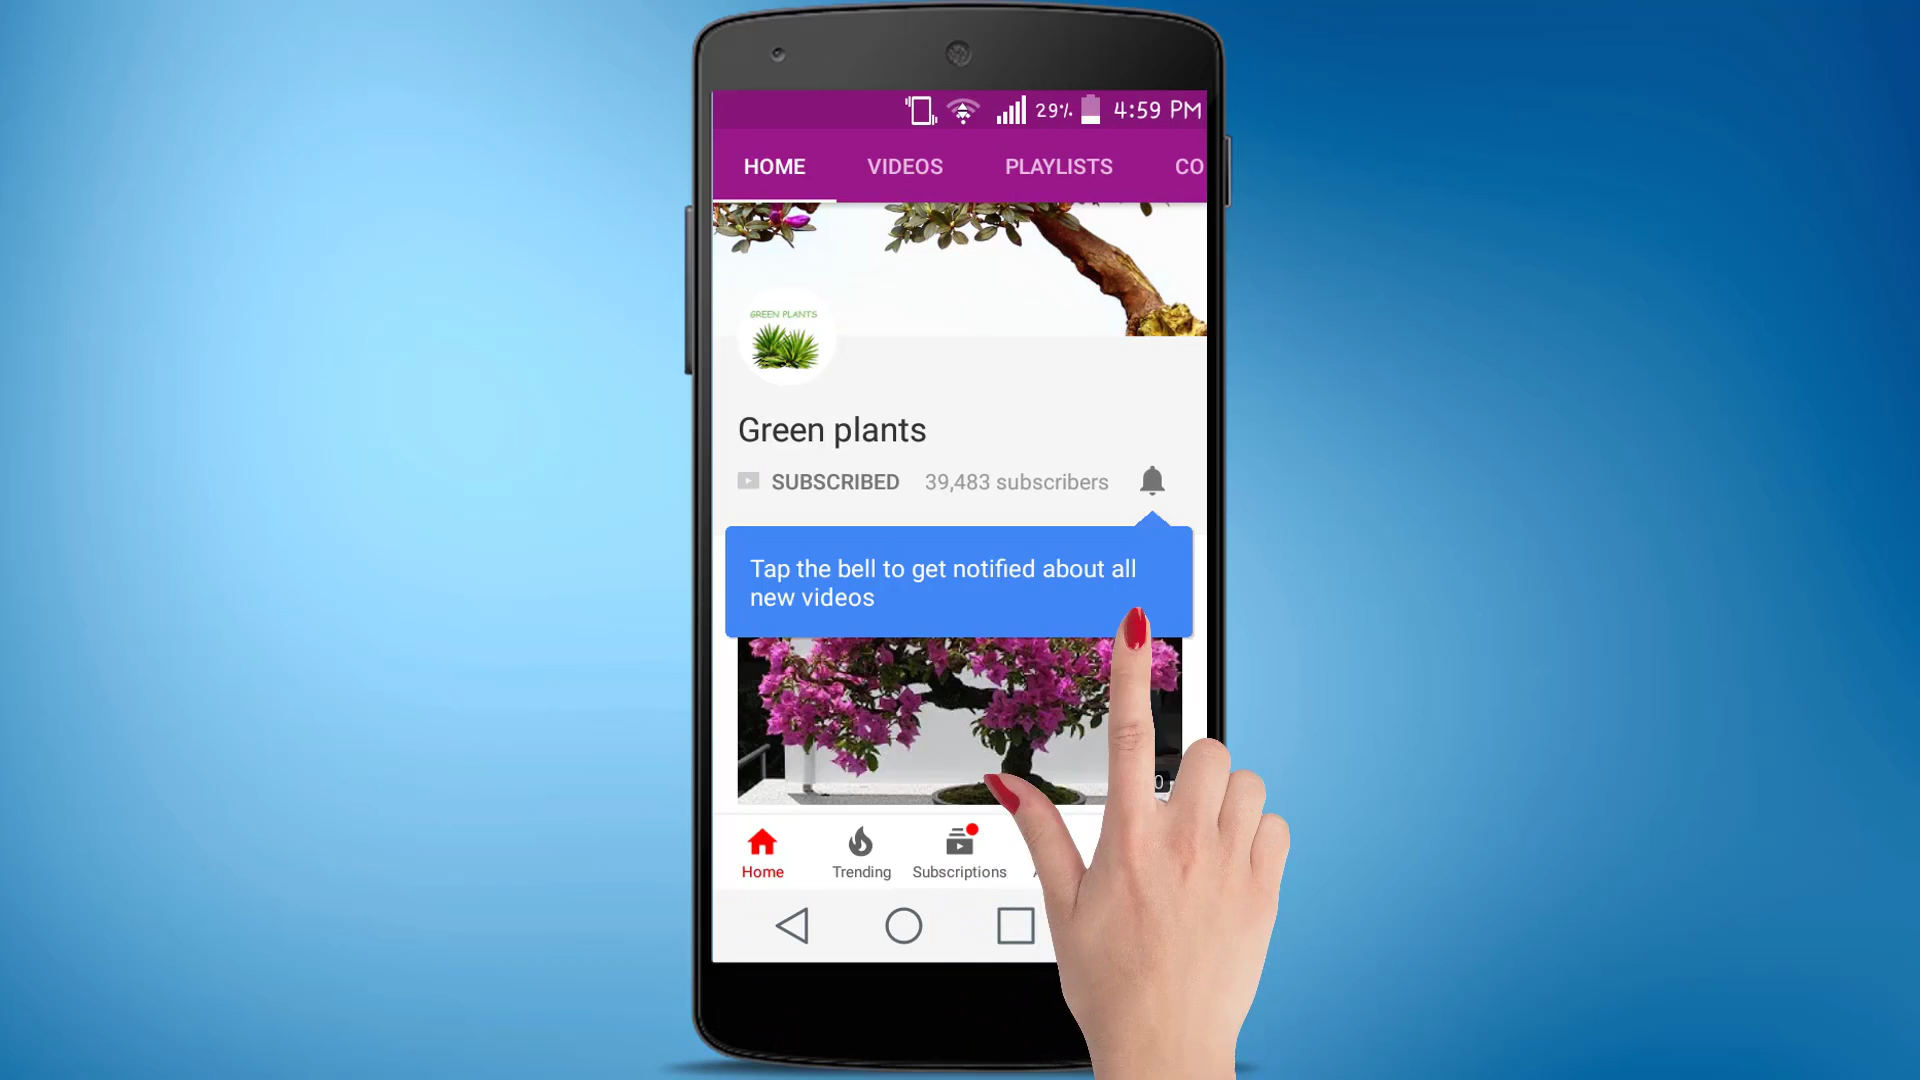 29% 4:59 PM
HOME VIDEOS PLAYLISTS CO
GREEN PLANTS
Green plants
SUBSCRIBED 39,483 subscribers
Tap the bell to get notified about all
new videos
0
Home Trending Subscriptions